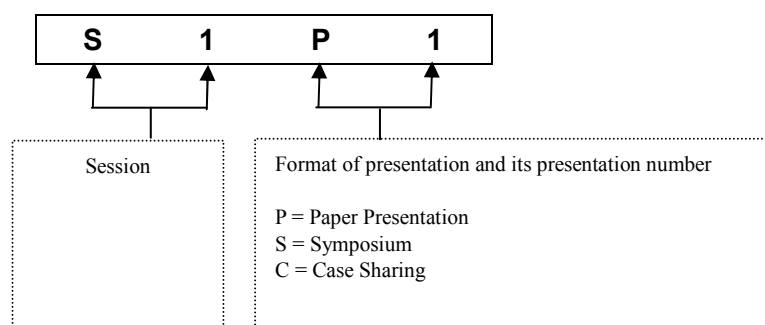 S 1 P 1
Session
Format of presentation and its presentation number
P = Paper Presentation
S = Symposium
C = Case Sharing